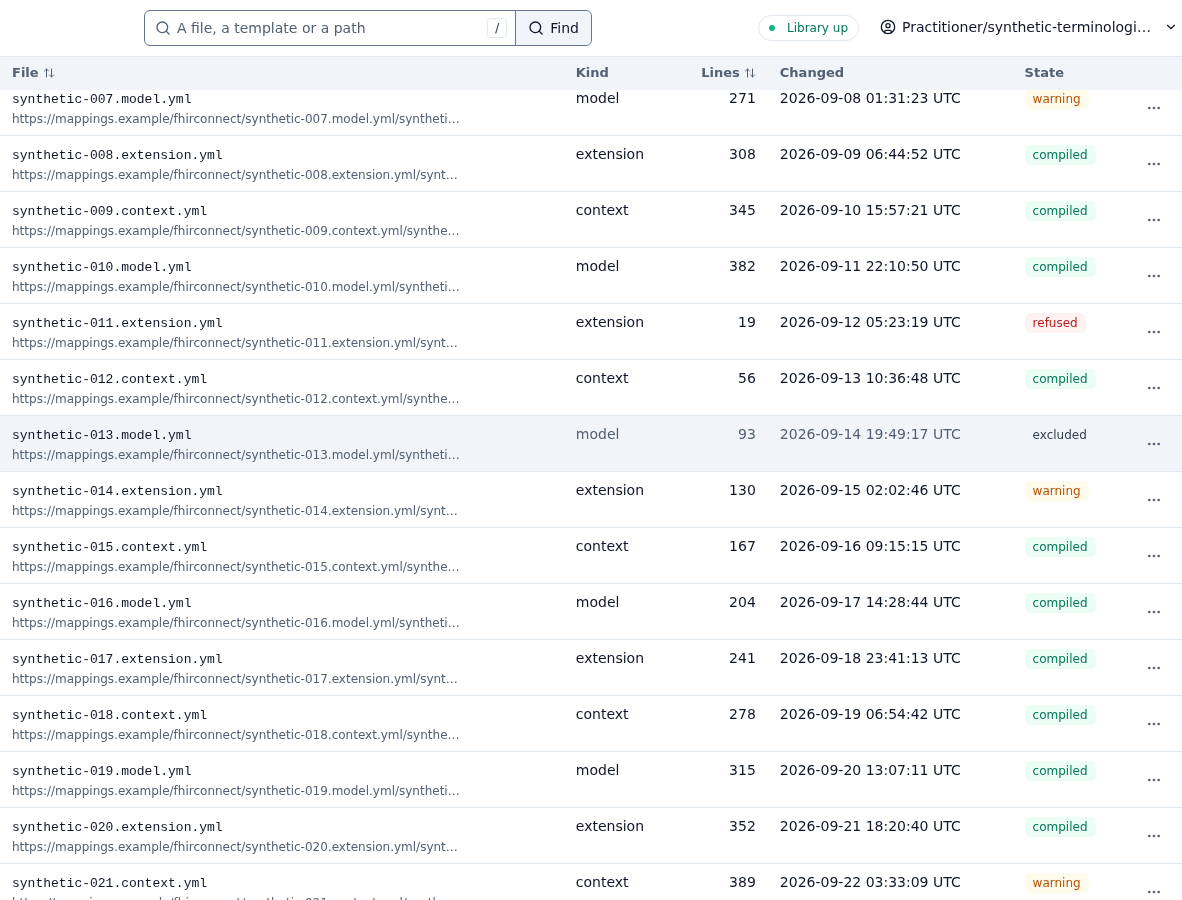 A file, a template or a path / Find Library up Practitioner/synthetic-terminologi...
File Kind Lines Changed State
synthetic-007.model.yml model 271 2026-09-08 01:31:23 UTC warning ...
https://mappings.example/fhirconnect/synthetic-007.model.yml/syntheti...
synthetic-008.extension.yml extension 308 2026-09-09 06:44:52 UTC compiled ...
https://mappings.example/fhirconnect/synthetic-008.extension.yml/synt...
synthetic-009.context.yml context 345 2026-09-10 15:57:21 UTC compiled ...
https://mappings.example/fhirconnect/synthetic-009.context.yml/synthe...
synthetic-010.model.yml model 382 2026-09-11 22:10:50 UTC compiled ...
https://mappings.example/fhirconnect/synthetic-010.model.yml/syntheti...
synthetic-011.extension.yml extension 19 2026-09-12 05:23:19 UTC refused ...
https://mappings.example/fhirconnect/synthetic-011.extension.yml/synt...
synthetic-012.context.yml context 56 2026-09-13 10:36:48 UTC compiled ...
https://mappings.example/fhirconnect/synthetic-012.context.yml/synthe...
synthetic-013.model.yml model 93 2026-09-14 19:49:17 UTC excluded ...
https://mappings.example/fhirconnect/synthetic-013.model.yml/syntheti...
synthetic-014.extension.yml extension 130 2026-09-15 02:02:46 UTC warning ...
https://mappings.example/fhirconnect/synthetic-014.extension.yml/synt...
synthetic-015.context.yml context 167 2026-09-16 09:15:15 UTC compiled ...
https://mappings.example/fhirconnect/synthetic-015.context.yml/synthe...
synthetic-016.model.yml model 204 2026-09-17 14:28:44 UTC compiled ...
https://mappings.example/fhirconnect/synthetic-016.model.yml/syntheti...
synthetic-017.extension.yml extension 241 2026-09-18 23:41:13 UTC compiled ...
https://mappings.example/fhirconnect/synthetic-017.extension.yml/synt...
synthetic-018.context.yml context 278 2026-09-19 06:54:42 UTC compiled ...
https://mappings.example/fhirconnect/synthetic-018.context.yml/synthe...
synthetic-019.model.yml model 315 2026-09-20 13:07:11 UTC compiled ...
https://mappings.example/fhirconnect/synthetic-019.model.yml/syntheti...
synthetic-020.extension.yml extension 352 2026-09-21 18:20:40 UTC compiled ...
https://mappings.example/fhirconnect/synthetic-020.extension.yml/synt...
synthetic-021.context.yml context 389 2026-09-22 03:33:09 UTC warning ...